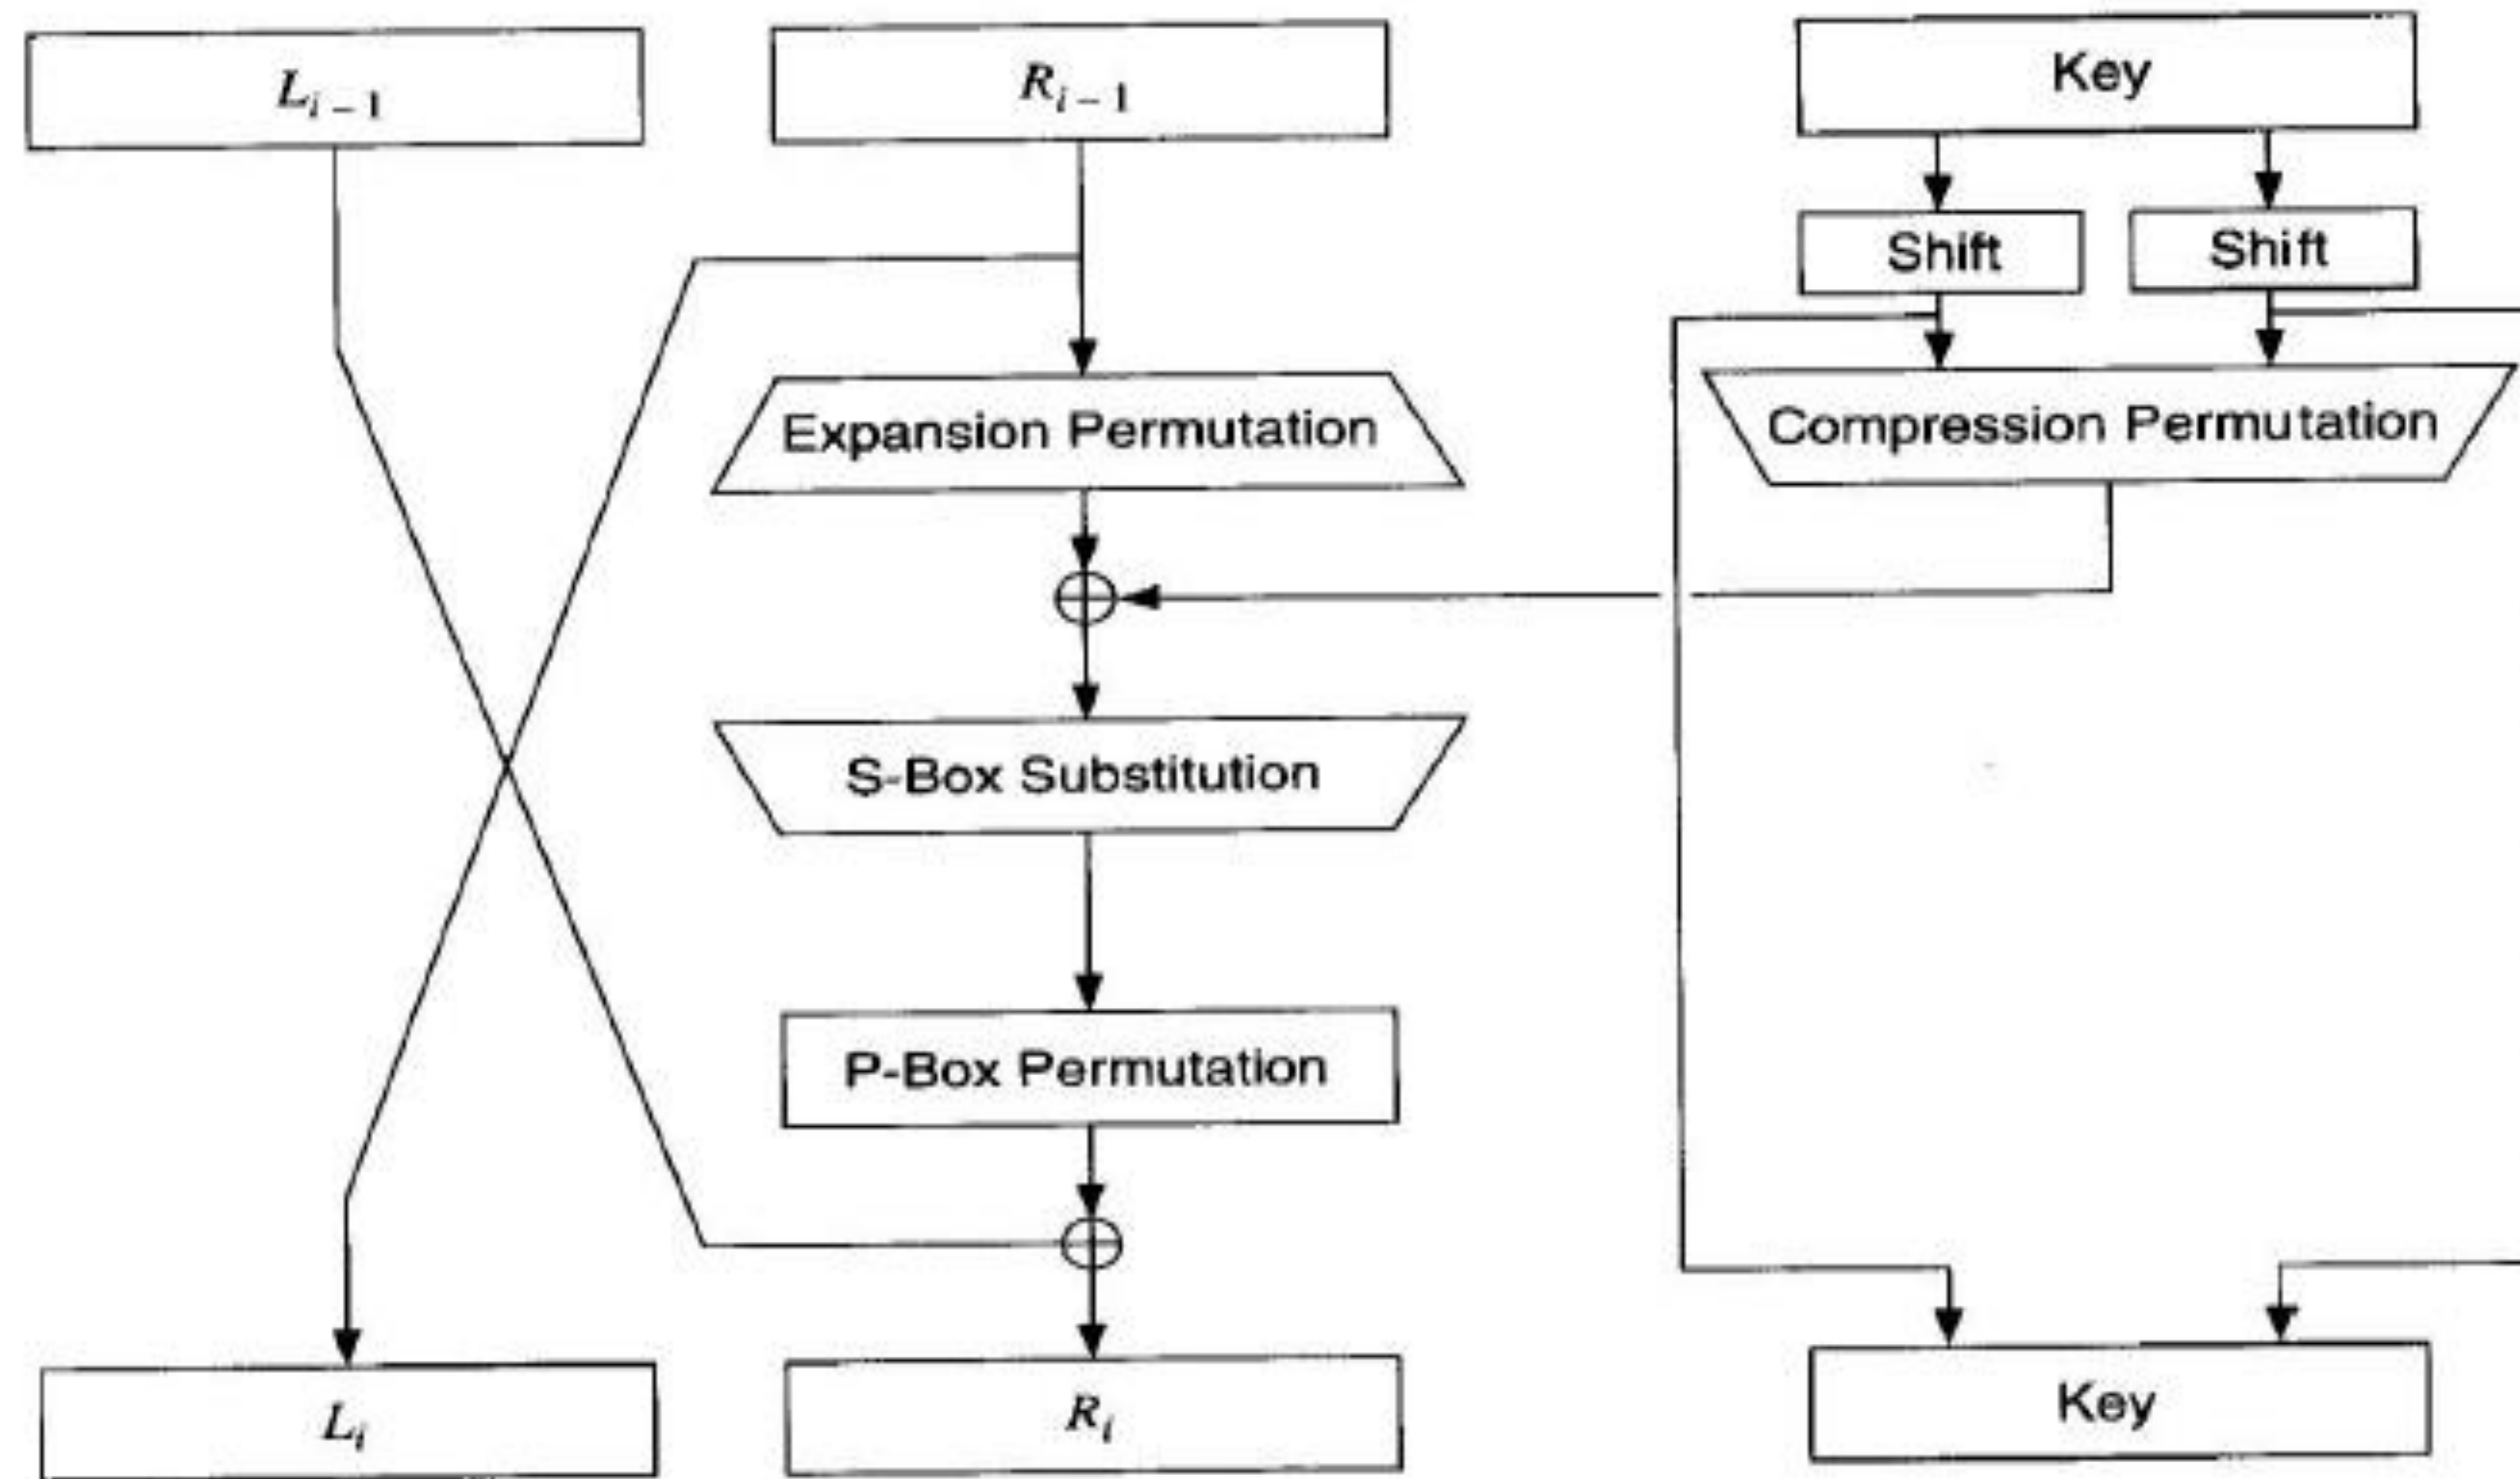 L_{i-1}
R_{i-1}
Key
Shift
Shift
Expansion Permutation
Compression Permutation
S-Box Substitution
P-Box Permutation
L_i
R_i
Key